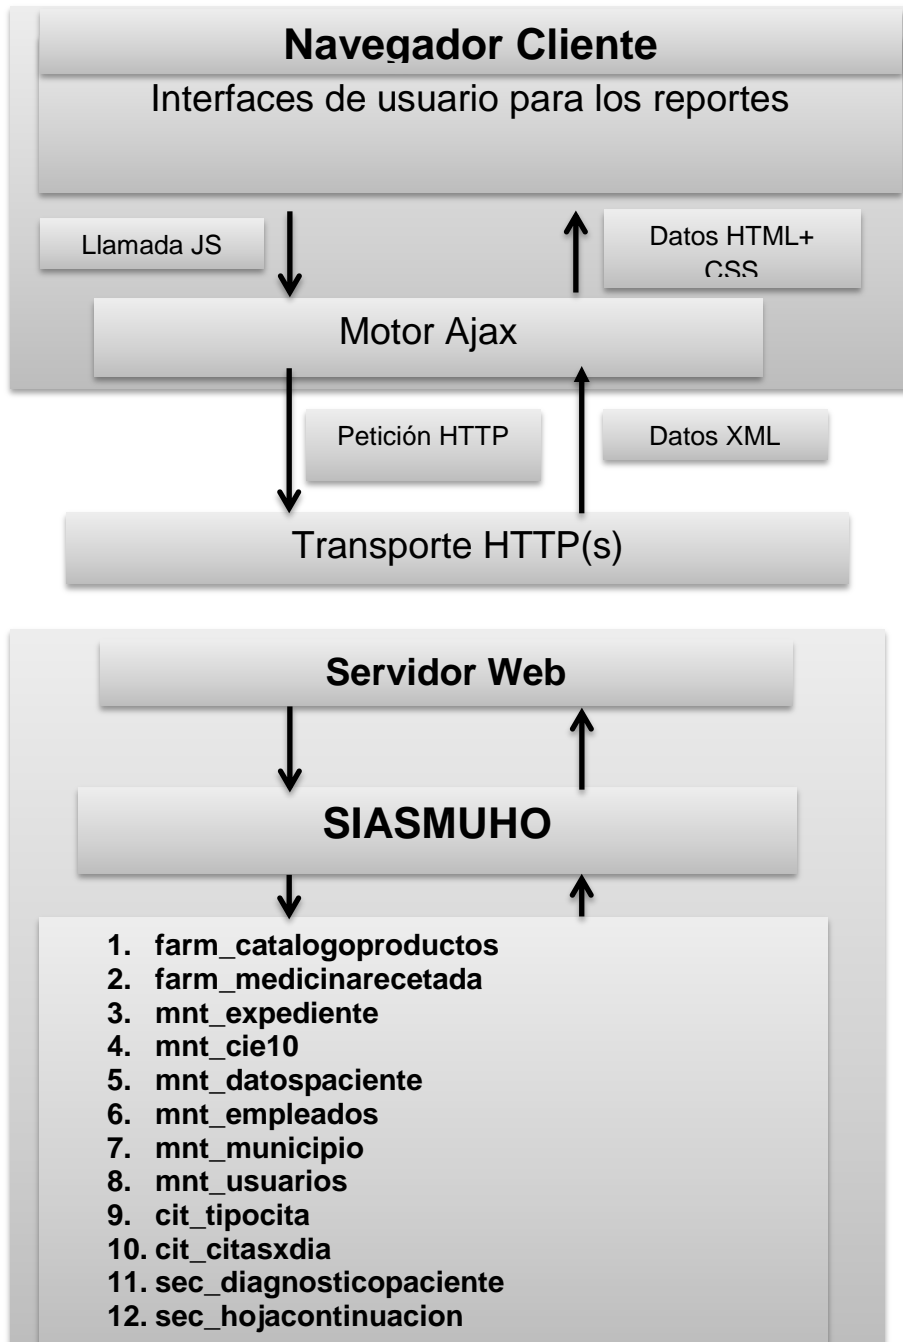 Navegador Cliente
Interfaces de usuario para los reportes
Llamada JS
Datos HTML+
CSS
Motor Ajax
Petición HTTP
Datos XML
Transporte HTTP(s)
Servidor Web
SIASMUHO
1. farm_catalogoproductos
2. farm_medicinarecetada
3. mnt_expediente
4. mnt_cie10
5. mnt_datospaciente
6. mnt_empleados
7. mnt_municipio
8. mnt_usuarios
9. cit_tipocita
10. cit_citasxdia
11. sec_diagnosticopaciente
12. sec_hojacontinuacion